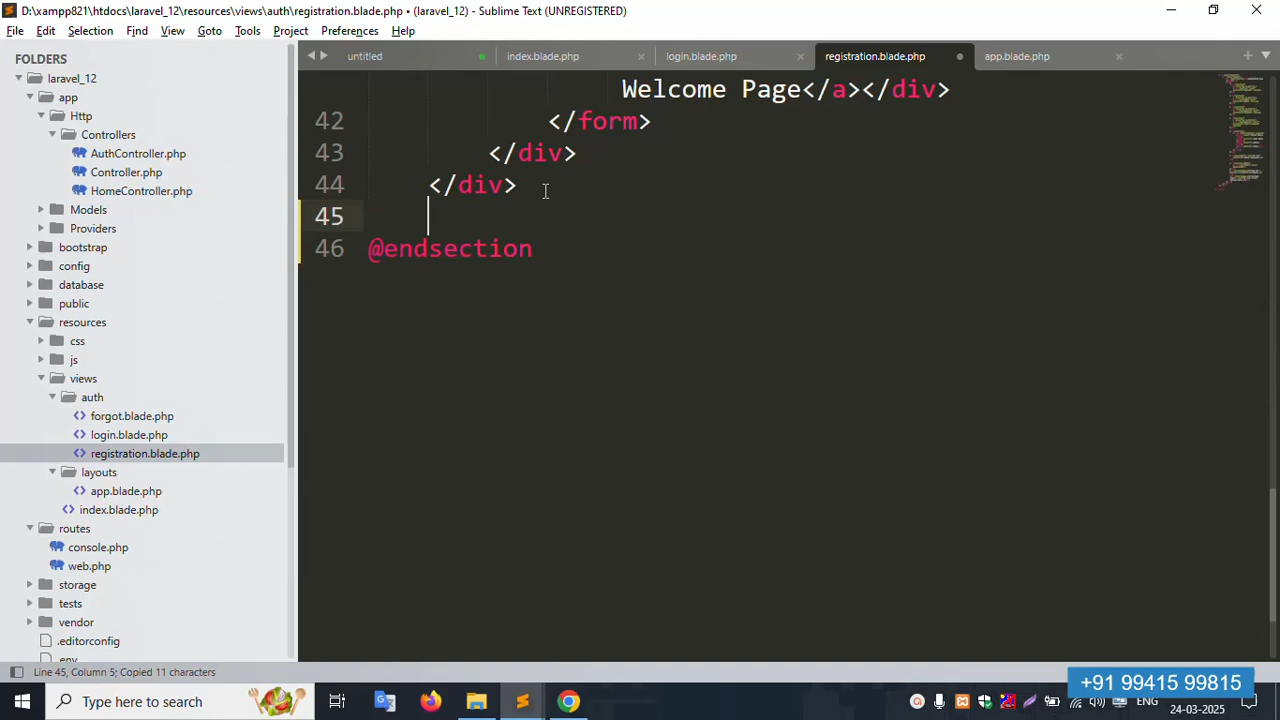 D:\xampp821\htdocs\laravel_12\resources\views\auth\registration.blade.php • (laravel_12) - Sublime Text (UNREGISTERED)
File Edit Selection Find View Goto Tools Project Preferences Help
FOLDERS
laravel_12
app
Http
Controllers
AuthController.php
Controller.php
HomeController.php
Models
Providers
bootstrap
config
database
public
resources
css
js
views
auth
forgot.blade.php
login.blade.php
registration.blade.php
layouts
app.blade.php
index.blade.php
routes
console.php
web.php
storage
tests
vendor
.editorconfig
.env
untitled index.blade.php login.blade.php registration.blade.php app.blade.php
Welcome Page</a></div>
42 </form>
43 </div>
44 </div>
45
46 @endsection
Line 45, Column 5; Copied 11 characters
+91 99415 99815
Type here to search
ENG
24-03-2025